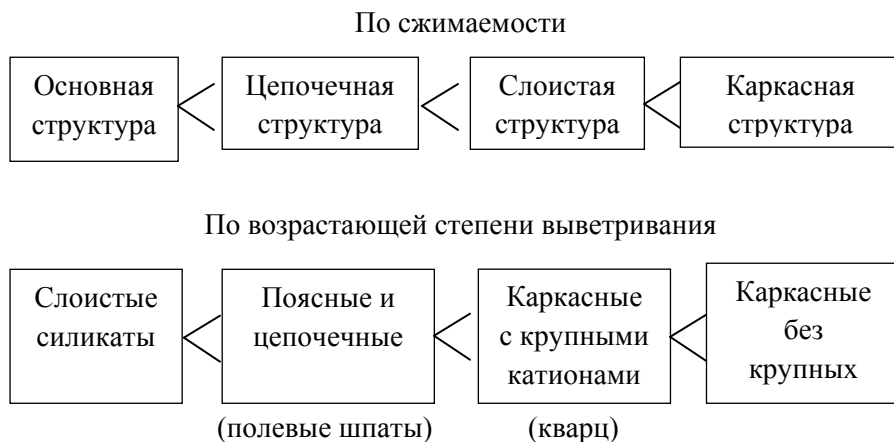 По сжимаемости
Основная
структура
Цепочечная
структура
Слоистая
структура
Каркасная
структура
По возрастающей степени выветривания
Слоистые
силикаты
Поясные и
цепочечные
Каркасные
с крупными
катионами
Каркасные
без
крупных
(полевые шпаты)
(кварц)